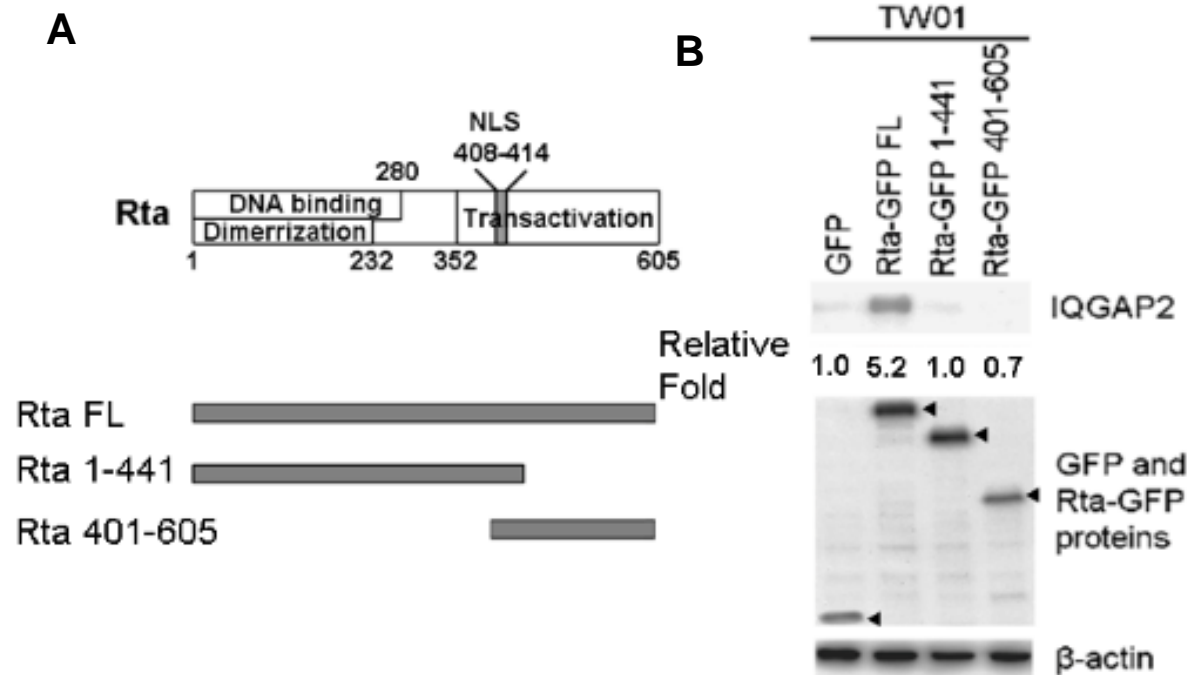 A
NLS
408-414
280
Rta
DNA binding
Transactivation
Dimerrization
1
232
352
605
Rta FL
Rta 1-441
Rta 401-605
B
TW01
GFP
Rta-GFP FL
Rta-GFP 1-441
Rta-GFP 401-605
IQGAP2
Relative
Fold
1.0 5.2 1.0 0.7
GFP and
Rta-GFP
proteins
β-actin